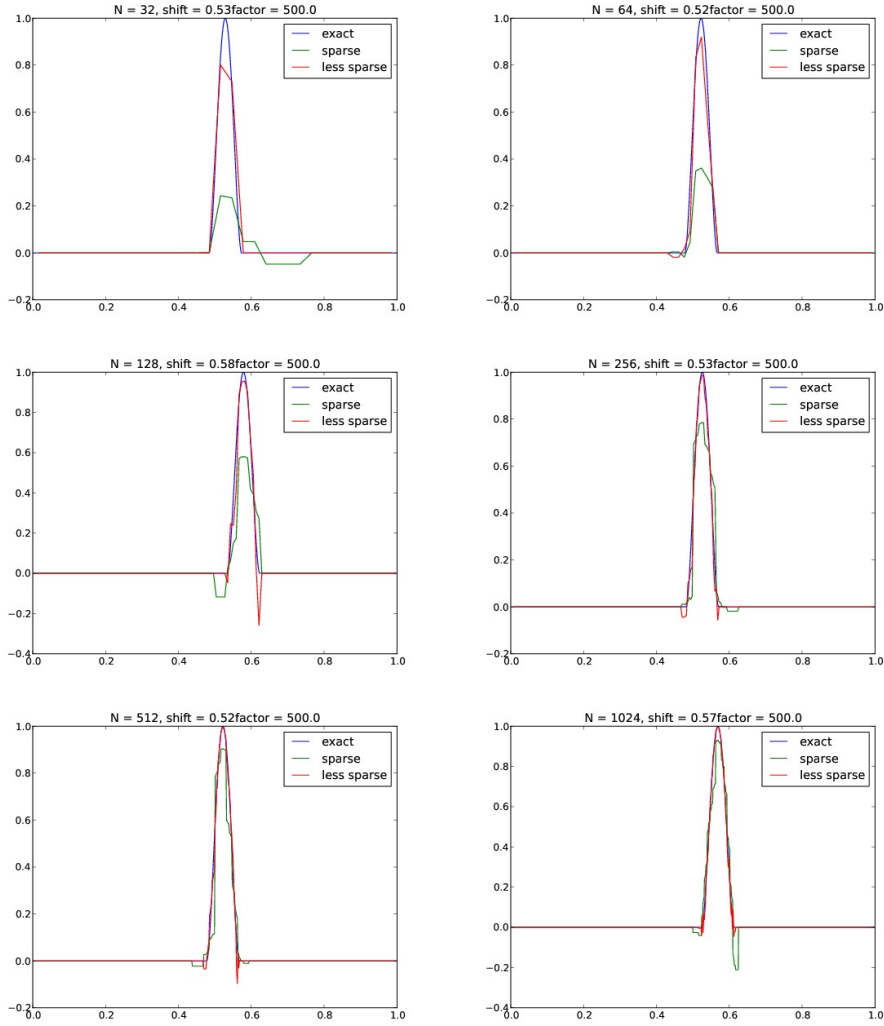 N = 32, shift = 0.53factor = 500.0
1.0
0.8
0.6
0.4
0.2
0.0
−0.2
0.0 0.2 0.4 0.6 0.8 1.0
exact
sparse
less sparse
N = 64, shift = 0.52factor = 500.0
1.0
0.8
0.6
0.4
0.2
0.0
−0.2
0.0 0.2 0.4 0.6 0.8 1.0
exact
sparse
less sparse
N = 128, shift = 0.58factor = 500.0
1.0
0.8
0.6
0.4
0.2
0.0
−0.2
−0.4
0.0 0.2 0.4 0.6 0.8 1.0
exact
sparse
less sparse
N = 256, shift = 0.53factor = 500.0
1.0
0.8
0.6
0.4
0.2
0.0
−0.2
0.0 0.2 0.4 0.6 0.8 1.0
exact
sparse
less sparse
N = 512, shift = 0.52factor = 500.0
1.0
0.8
0.6
0.4
0.2
0.0
−0.2
0.0 0.2 0.4 0.6 0.8 1.0
exact
sparse
less sparse
N = 1024, shift = 0.57factor = 500.0
1.0
0.8
0.6
0.4
0.2
0.0
−0.2
−0.4
0.0 0.2 0.4 0.6 0.8 1.0
exact
sparse
less sparse